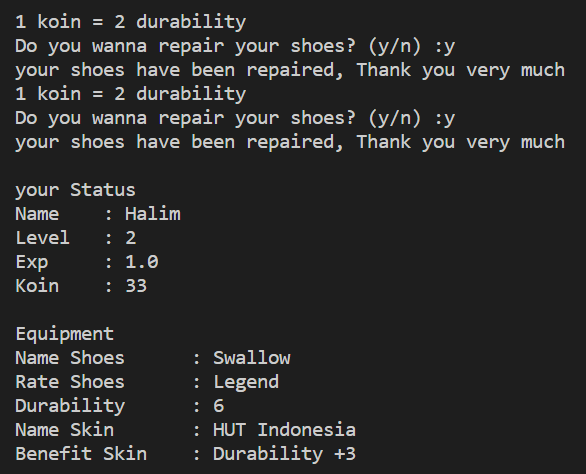 1 koin = 2 durability
Do you wanna repair your shoes? (y/n) :y
your shoes have been repaired, Thank you very much
1 koin = 2 durability
Do you wanna repair your shoes? (y/n) :y
your shoes have been repaired, Thank you very much
your Status
Name    : Halim
Level   : 2
Exp     : 1.0
Koin    : 33
Equipment
Name Shoes      : Swallow
Rate Shoes      : Legend
Durability      : 6
Name Skin       : HUT Indonesia
Benefit Skin    : Durability +3